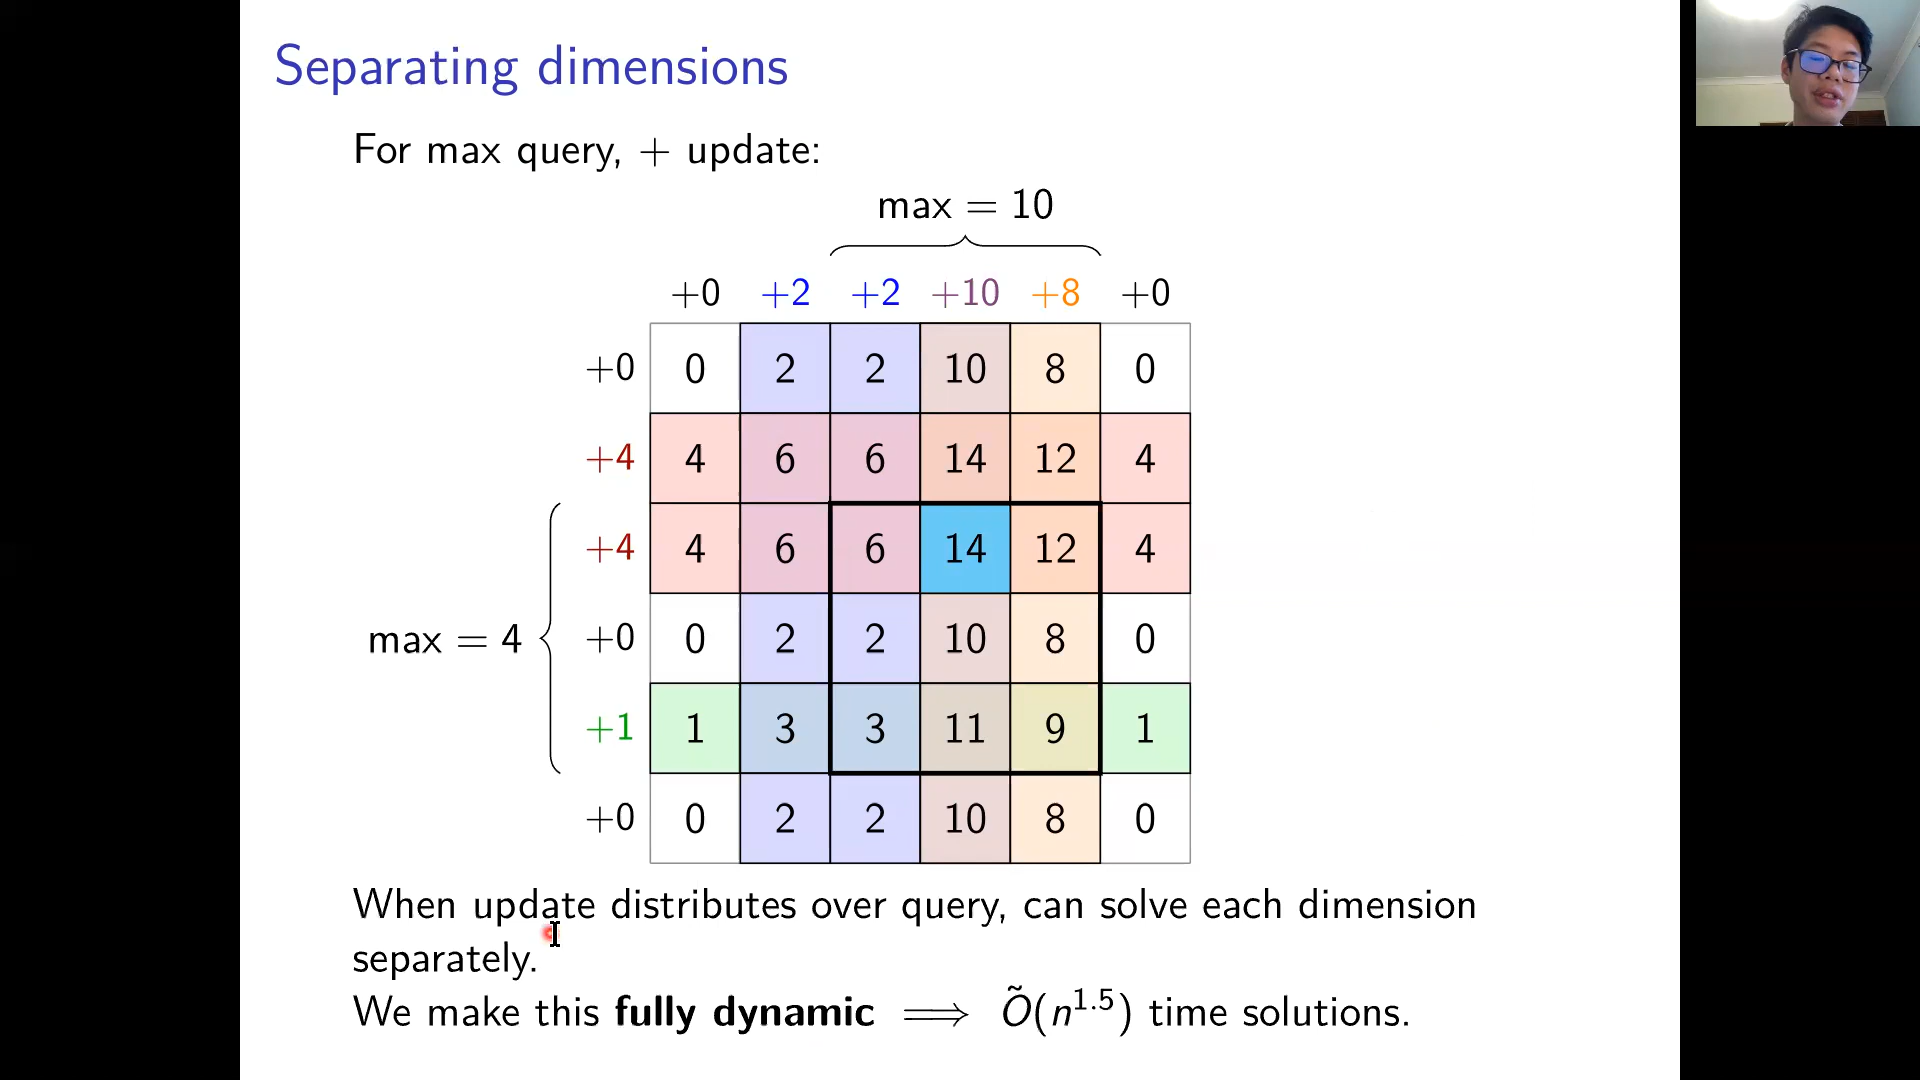 Separating dimensions
For max query, + update:
max = 10
+0 +2 +2 +10 +8 +0
+0 0 2 2 10 8 0
+4 4 6 6 14 12 4
+4 4 6 6 14 12 4
max = 4 +0 0 2 2 10 8 0
+1 1 3 3 11 9 1
+0 0 2 2 10 8 0
When update distributes over query, can solve each dimension
separately.
We make this fully dynamic ⟹ Õ(n^1.5) time solutions.